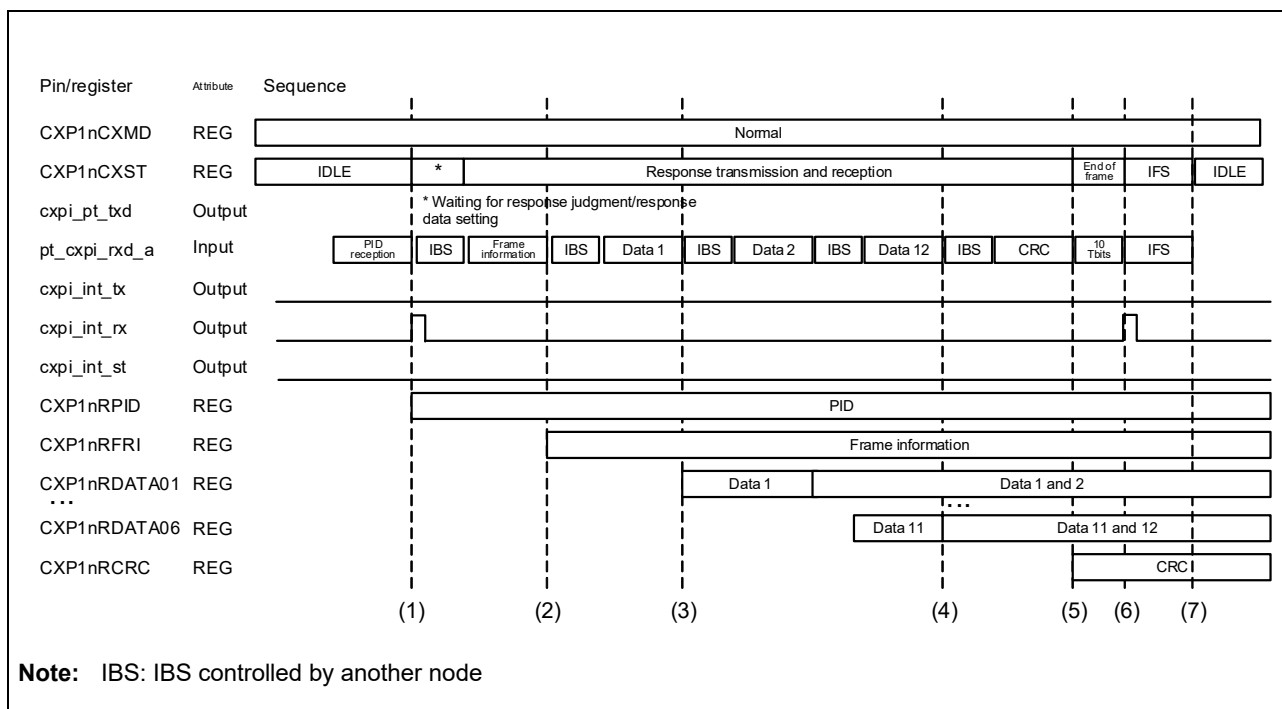 Pin/register Attribute Sequence
CXP1nCXMD REG Normal
CXP1nCXST REG IDLE * Response transmission and reception End of frame IFS IDLE
cxpi_pt_txd Output * Waiting for response judgment/response
data setting
pt_cxpi_rxd_a Input PID reception IBS Frame information IBS Data 1 IBS Data 2 IBS Data 12 IBS CRC 10 Tbits IFS
cxpi_int_tx Output
cxpi_int_rx Output
cxpi_int_st Output
CXP1nRPID REG PID
CXP1nRFRI REG Frame information
CXP1nRDATA01 REG Data 1 Data 1 and 2
... ...
CXP1nRDATA06 REG Data 11 Data 11 and 12
CXP1nRCRC REG CRC
(1) (2) (3) (4) (5) (6) (7)
Note: IBS: IBS controlled by another node